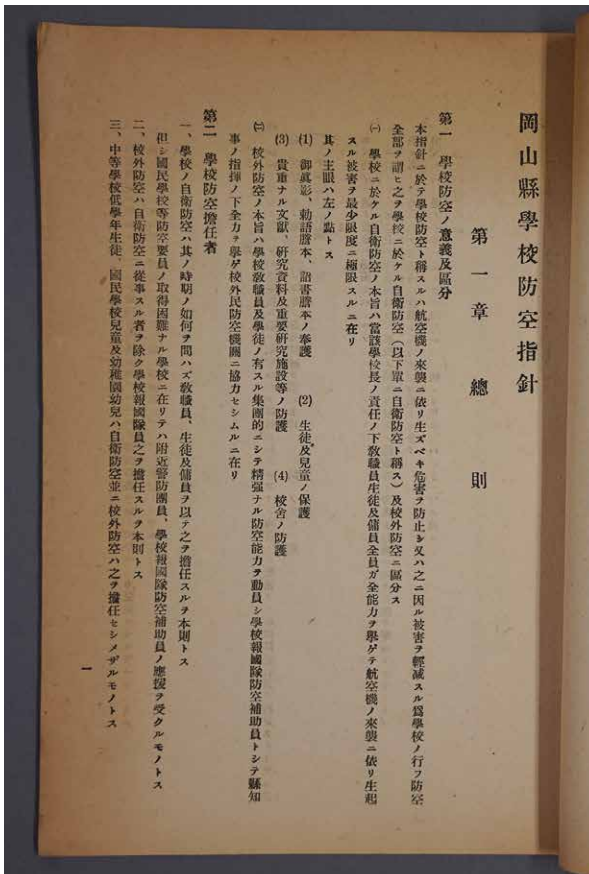 岡山縣學校防空指針
第一章 總則
第一 學校防空ノ意義及區分
本指針ニ於テ學校防空ト稱スルハ航空機ノ來襲ニ依リ生ズベキ危害ヲ防止シ又ハ之ニ因ル被害ヲ輕減スル爲學校ノ行フ防空
全部ヲ謂ヒ之ヲ學校ニ於ケル自衛防空(以下單ニ自衛防空ト稱ス)及校外防空ニ區分ス
㈠ 學校ニ於ケル自衛防空ノ本旨ハ當該學校長ノ責任ノ下敎職員生徒及傭員全員ガ全能力ヲ擧ゲテ航空機ノ來襲ニ依リ生起
スル被害ヲ最少限度ニ極限スルニ在リ
其ノ主眼ハ左ノ點トス
(1) 御眞影、勅語謄本、詔書謄本ノ奉護 (2) 生徒及兒童ノ保護
(3) 貴重ナル文獻、硏究資料及重要硏究施設等ノ防護 (4) 校舍ノ防護
㈡ 校外防空ノ本旨ハ學校敎職員及學徒ノ有スル集團的ニシテ精强ナル防空能力ヲ動員シ學校報國隊防空補助員トシテ縣知
事ノ指揮ノ下全力ヲ擧ゲ校外民防空機關ニ協力セシムルニ在リ
第二 學校防空擔任者
一、學校ノ自衛防空ハ其ノ時期ノ如何ヲ問ハズ敎職員、生徒及傭員ヲ以テ之ヲ擔任スルヲ本則トス
但シ國民學校等防空要員ノ取得困難ナル學校ニ在リテハ附近警防團員、學校報國隊防空補助員ノ應援ヲ受クルモノトス
二、校外防空ハ自衛防空ニ從事スル者ヲ除ク學校報國隊員之ヲ擔任スルヲ本則トス
三、中等學校低學年生徒、國民學校兒童及幼稚園幼兒ハ自衛防空並ニ校外防空ハ之ヲ擔任セシメザルモノトス
一